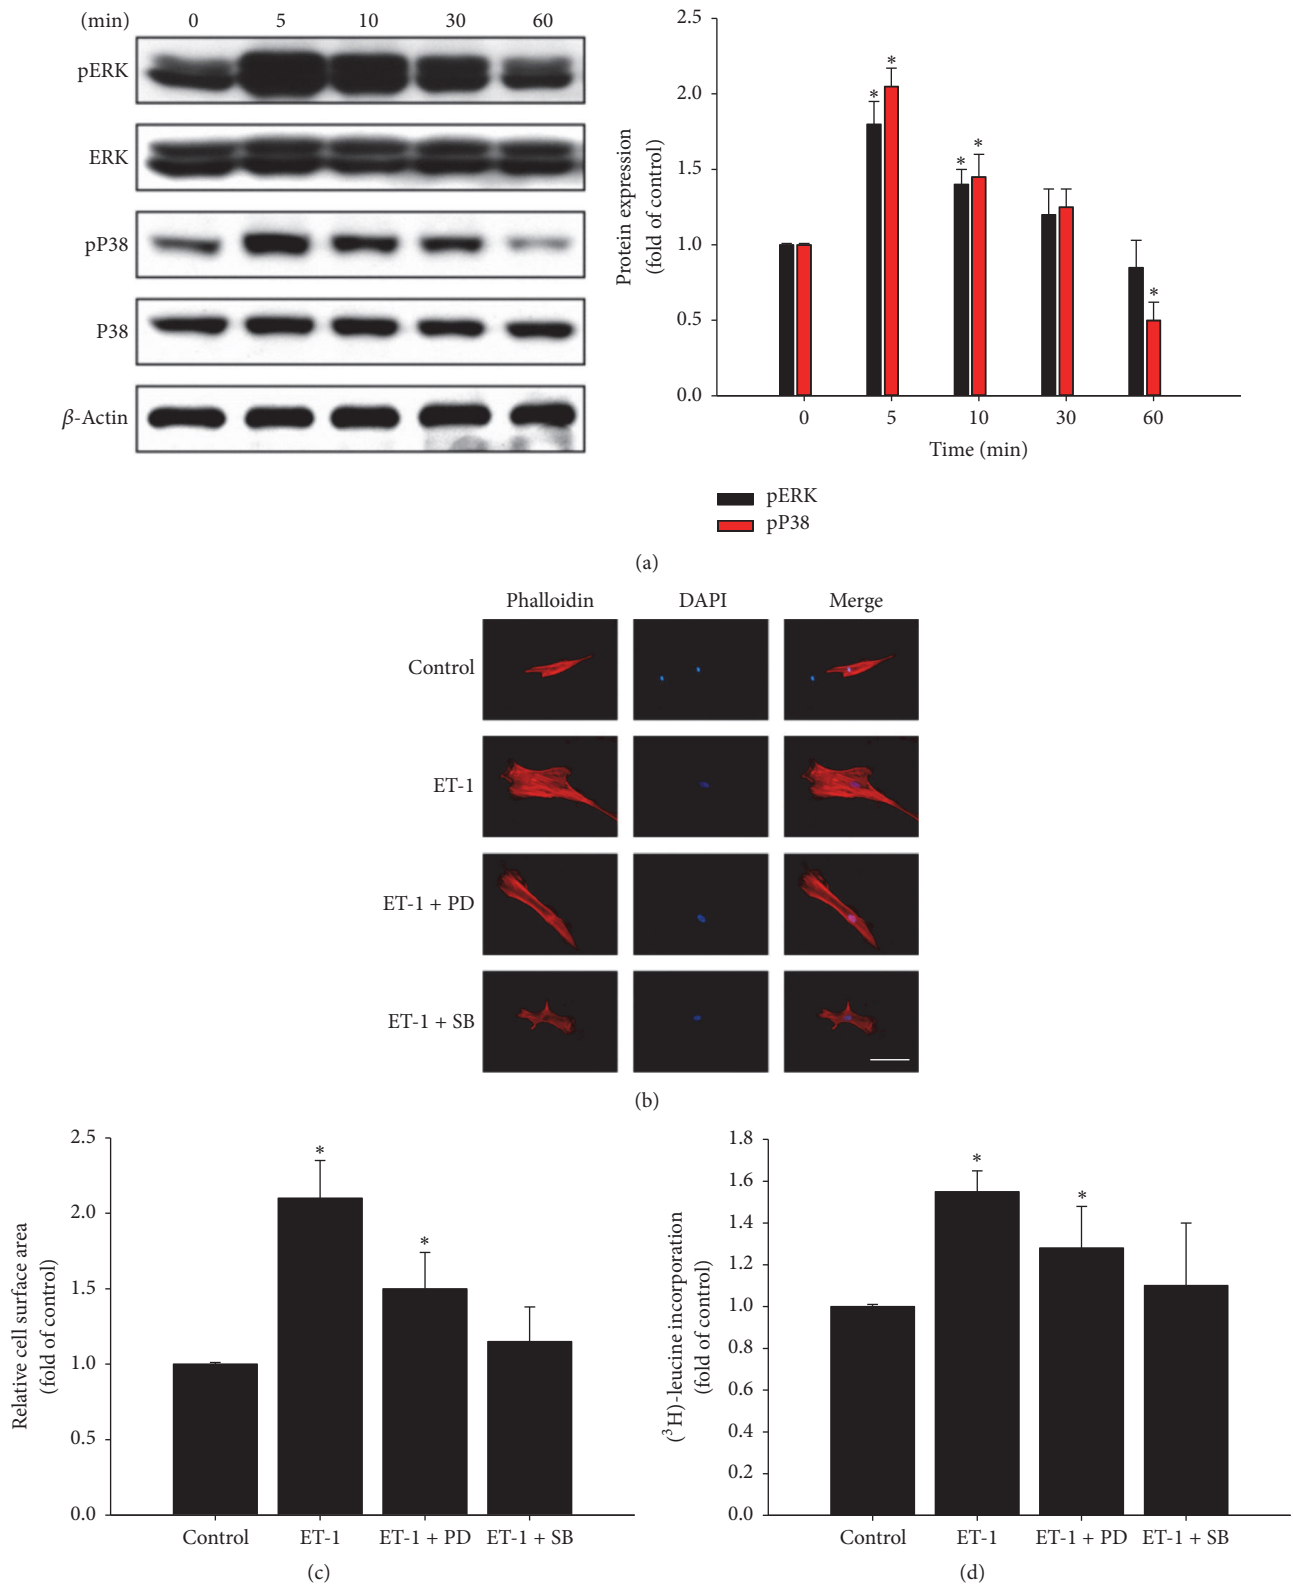 (min) 0 5 10 30 60
pERK
ERK
pP38
P38
β-Actin
Protein expression
(fold of control)
2.5
2.0
1.5
1.0
0.5
0.0
* * * * *
0 5 10 30 60
Time (min)
pERK
pP38
(a)
Phalloidin DAPI Merge
Control
ET-1
ET-1 + PD
ET-1 + SB
(b)
Relative cell surface area
(fold of control)
2.5
2.0
1.5
1.0
0.5
0.0
* *
Control ET-1 ET-1 + PD ET-1 + SB
(c)
(³H)-leucine incorporation
(fold of control)
1.8
1.6
1.4
1.2
1.0
0.8
0.6
0.4
0.2
0.0
* *
Control ET-1 ET-1 + PD ET-1 + SB
(d)